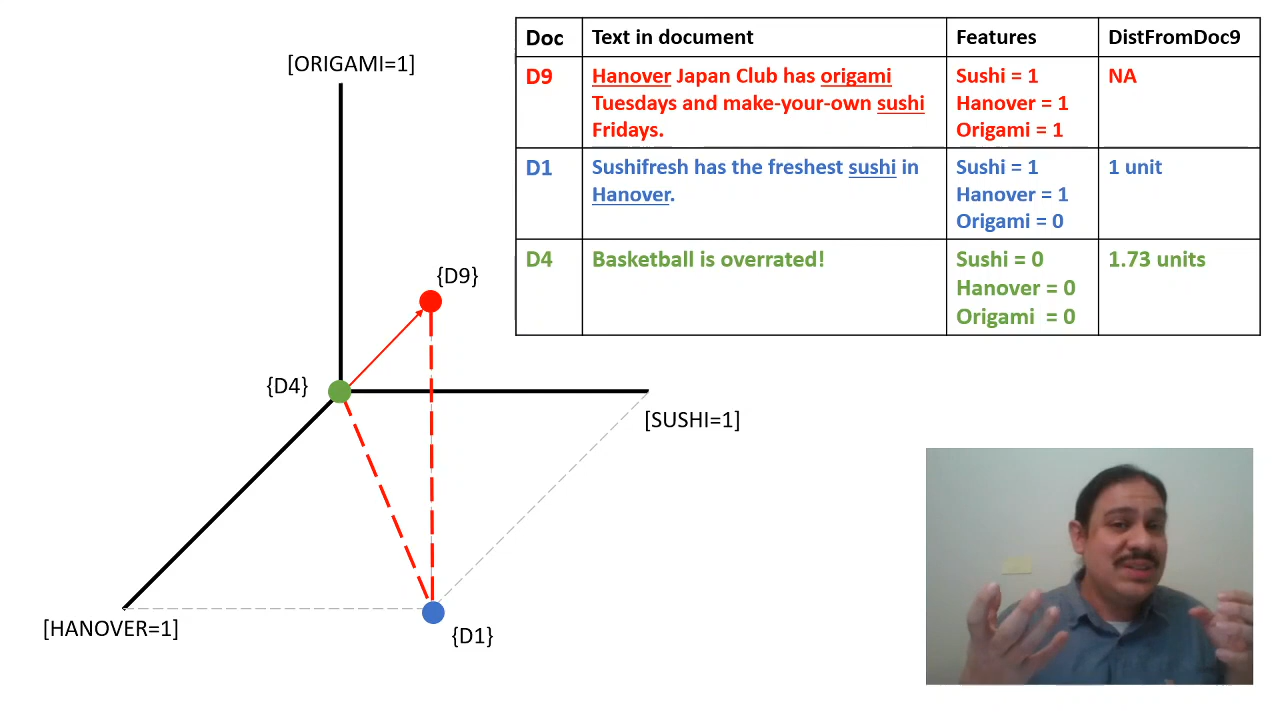 [ORIGAMI=1]
{D9}
{D4}
[SUSHI=1]
[HANOVER=1]
{D1}
Doc Text in document Features DistFromDoc9
D9 Hanover Japan Club has origami Sushi = 1 NA
Tuesdays and make-your-own sushi Hanover = 1
Fridays. Origami = 1
D1 Sushifresh has the freshest sushi in Sushi = 1 1 unit
Hanover. Hanover = 1
Origami = 0
D4 Basketball is overrated! Sushi = 0 1.73 units
Hanover = 0
Origami = 0